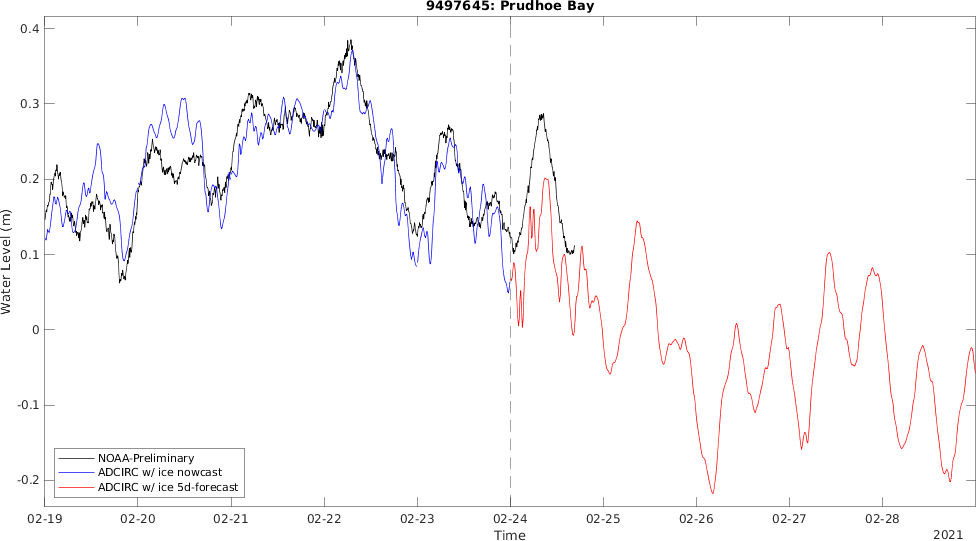 9497645: Prudhoe Bay
Water Level (m)
0.4
0.3
0.2
0.1
0
-0.1
-0.2
NOAA-Preliminary
ADCIRC w/ ice nowcast
ADCIRC w/ ice 5d-forecast
02-19 02-20 02-21 02-22 02-23 02-24 02-25 02-26 02-27 02-28
Time
2021